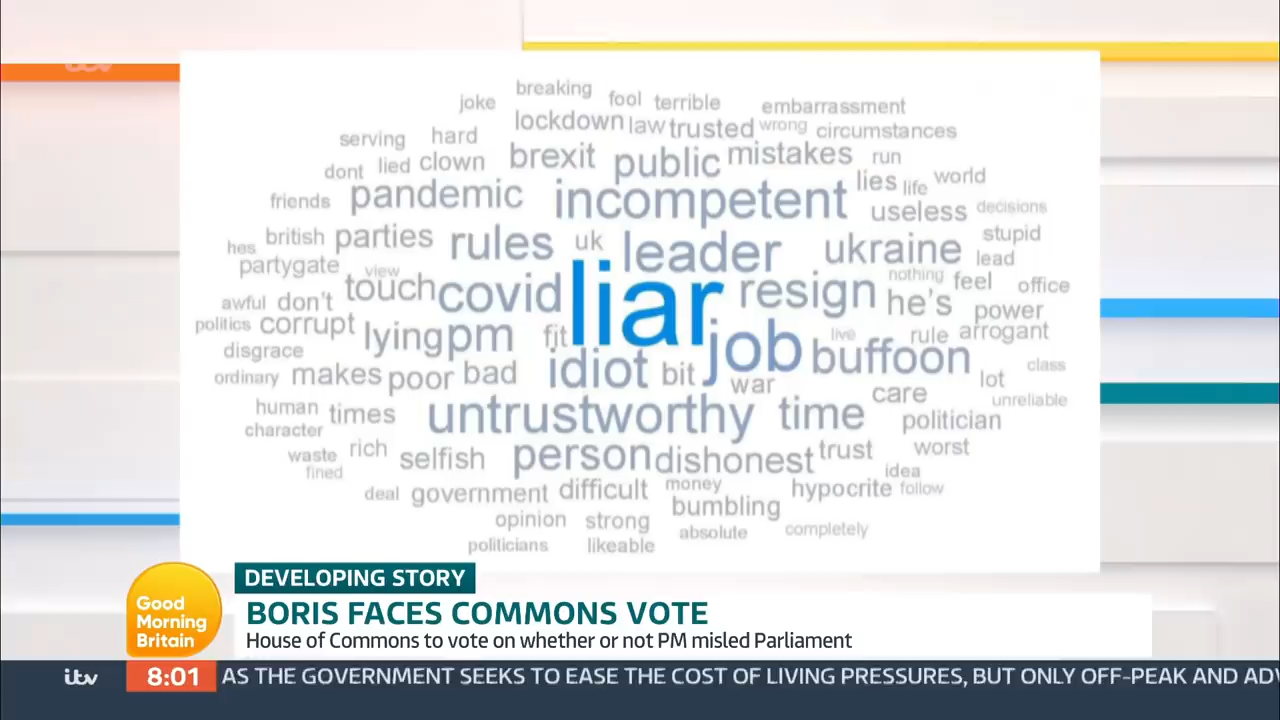 itv
breaking
joke fool terrible embarrassment
lockdown law trusted wrong circumstances
serving hard
dont lied clown brexit public mistakes run
friends pandemic incompetent lies life world
useless decisions
hes british parties rules uk leader ukraine stupid
partygate view touch covid liar resign nothing feel lead
awful don't he's office
politics corrupt lying pm fit job live rule arrogant power
disgrace buffoon class
ordinary makes poor bad idiot bit war lot
human times untrustworthy time care unreliable
character politician
waste rich selfish person dishonest trust worst
fined idea
deal government difficult money hypocrite follow
opinion strong bumbling
absolute completely
politicians likeable
DEVELOPING STORY
Good
Morning
Britain
BORIS FACES COMMONS VOTE
House of Commons to vote on whether or not PM misled Parliament
itv 8:01 AS THE GOVERNMENT SEEKS TO EASE THE COST OF LIVING PRESSURES, BUT ONLY OFF-PEAK AND ADV